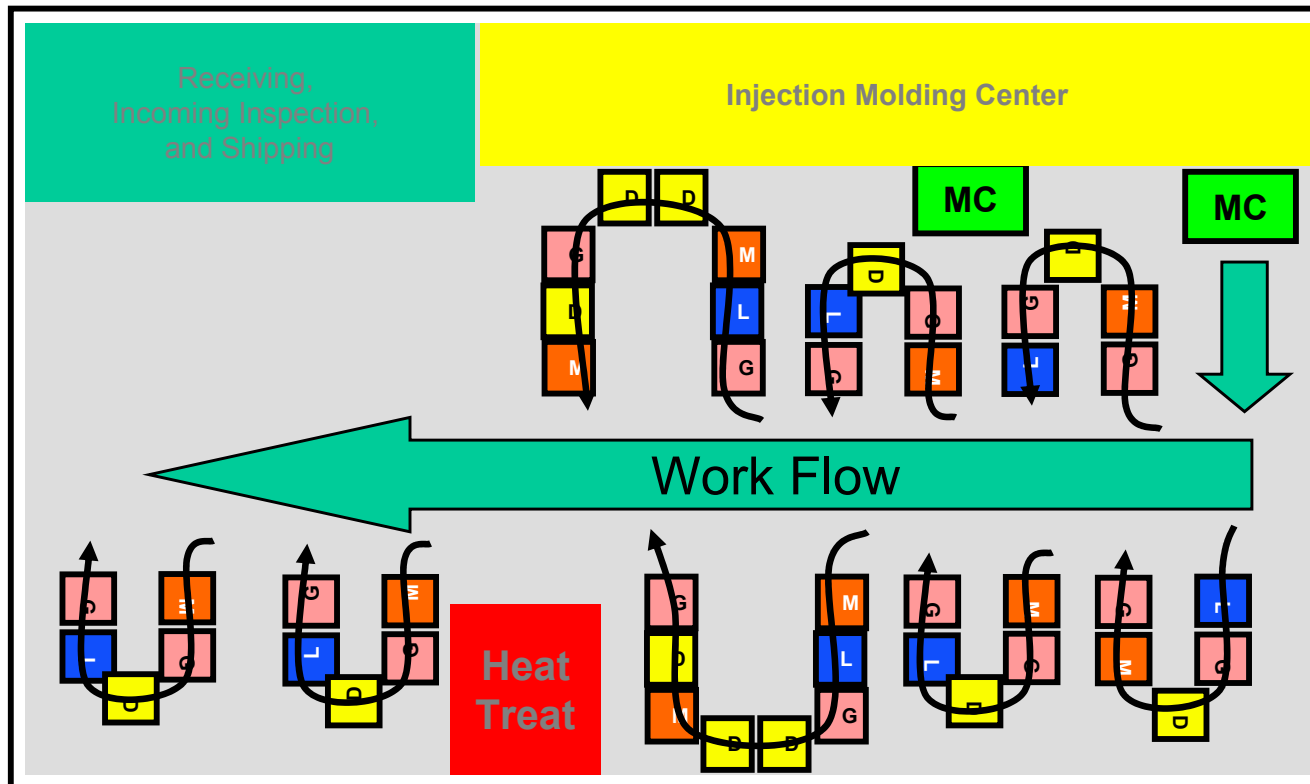 Receiving,
Incoming Inspection,
and Shipping
Injection Molding Center
MC
MC
D D
G M
D L
M G
D
L G
G M
D
G M
L G
Work Flow
G M
L G
D
G M
L G
D
Heat
Treat
G M
D L
M G
D D
G M
L G
D
G L
M G
D